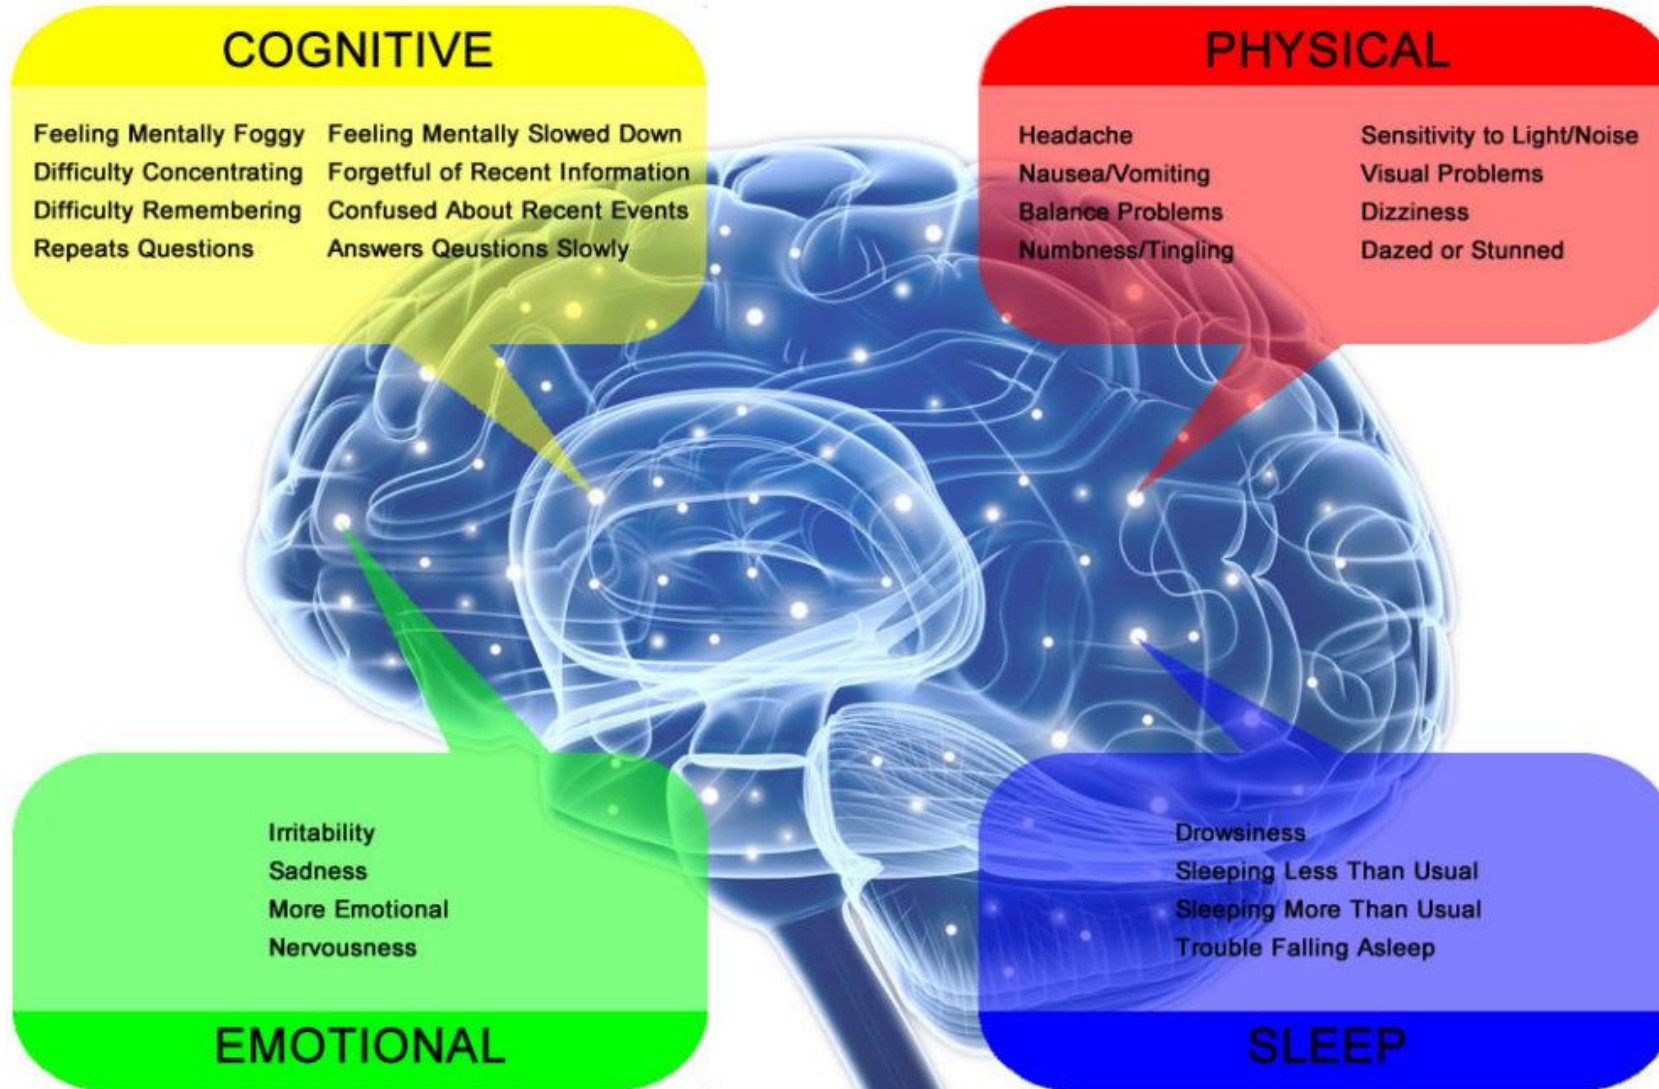 COGNITIVE
Feeling Mentally Foggy
Difficulty Concentrating
Difficulty Remembering
Repeats Questions
Feeling Mentally Slowed Down
Forgetful of Recent Information
Confused About Recent Events
Answers Qeustions Slowly
PHYSICAL
Headache
Nausea/Vomiting
Balance Problems
Numbness/Tingling
Sensitivity to Light/Noise
Visual Problems
Dizziness
Dazed or Stunned
Irritability
Sadness
More Emotional
Nervousness
EMOTIONAL
Drowsiness
Sleeping Less Than Usual
Sleeping More Than Usual
Trouble Falling Asleep
SLEEP